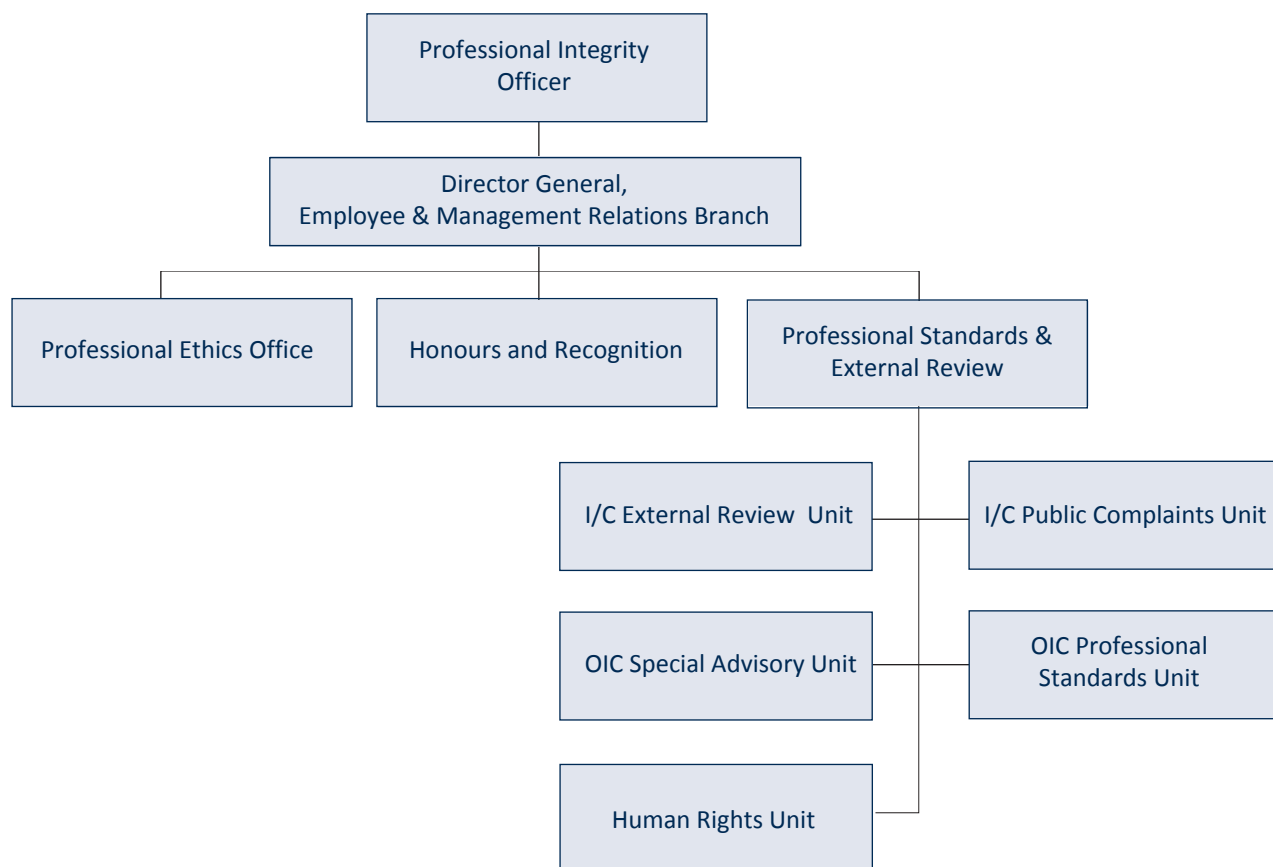 Professional Integrity
Officer
Director General,
Employee & Management Relations Branch
Professional Ethics Office
Honours and Recognition
Professional Standards &
External Review
I/C External Review Unit
I/C Public Complaints Unit
OIC Special Advisory Unit
OIC Professional
Standards Unit
Human Rights Unit